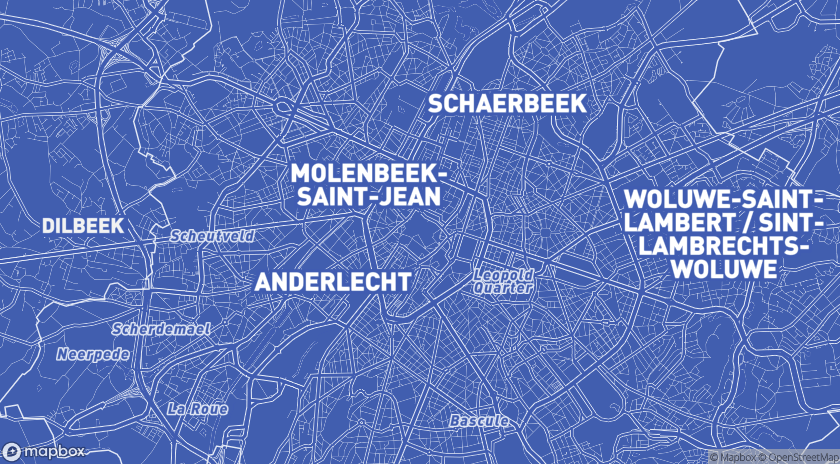 SCHAERBEEK
MOLENBEEK-
SAINT-JEAN
WOLUWE-SAINT-
LAMBERT / SINT-
LAMBRECHTS-
WOLUWE
DILBEEK
Scheutveld
ANDERLECHT
Leopold
Quarter
Scherdemael
Neerpede
La Roue
Bascule
mapbox
© Mapbox © OpenStreetMap